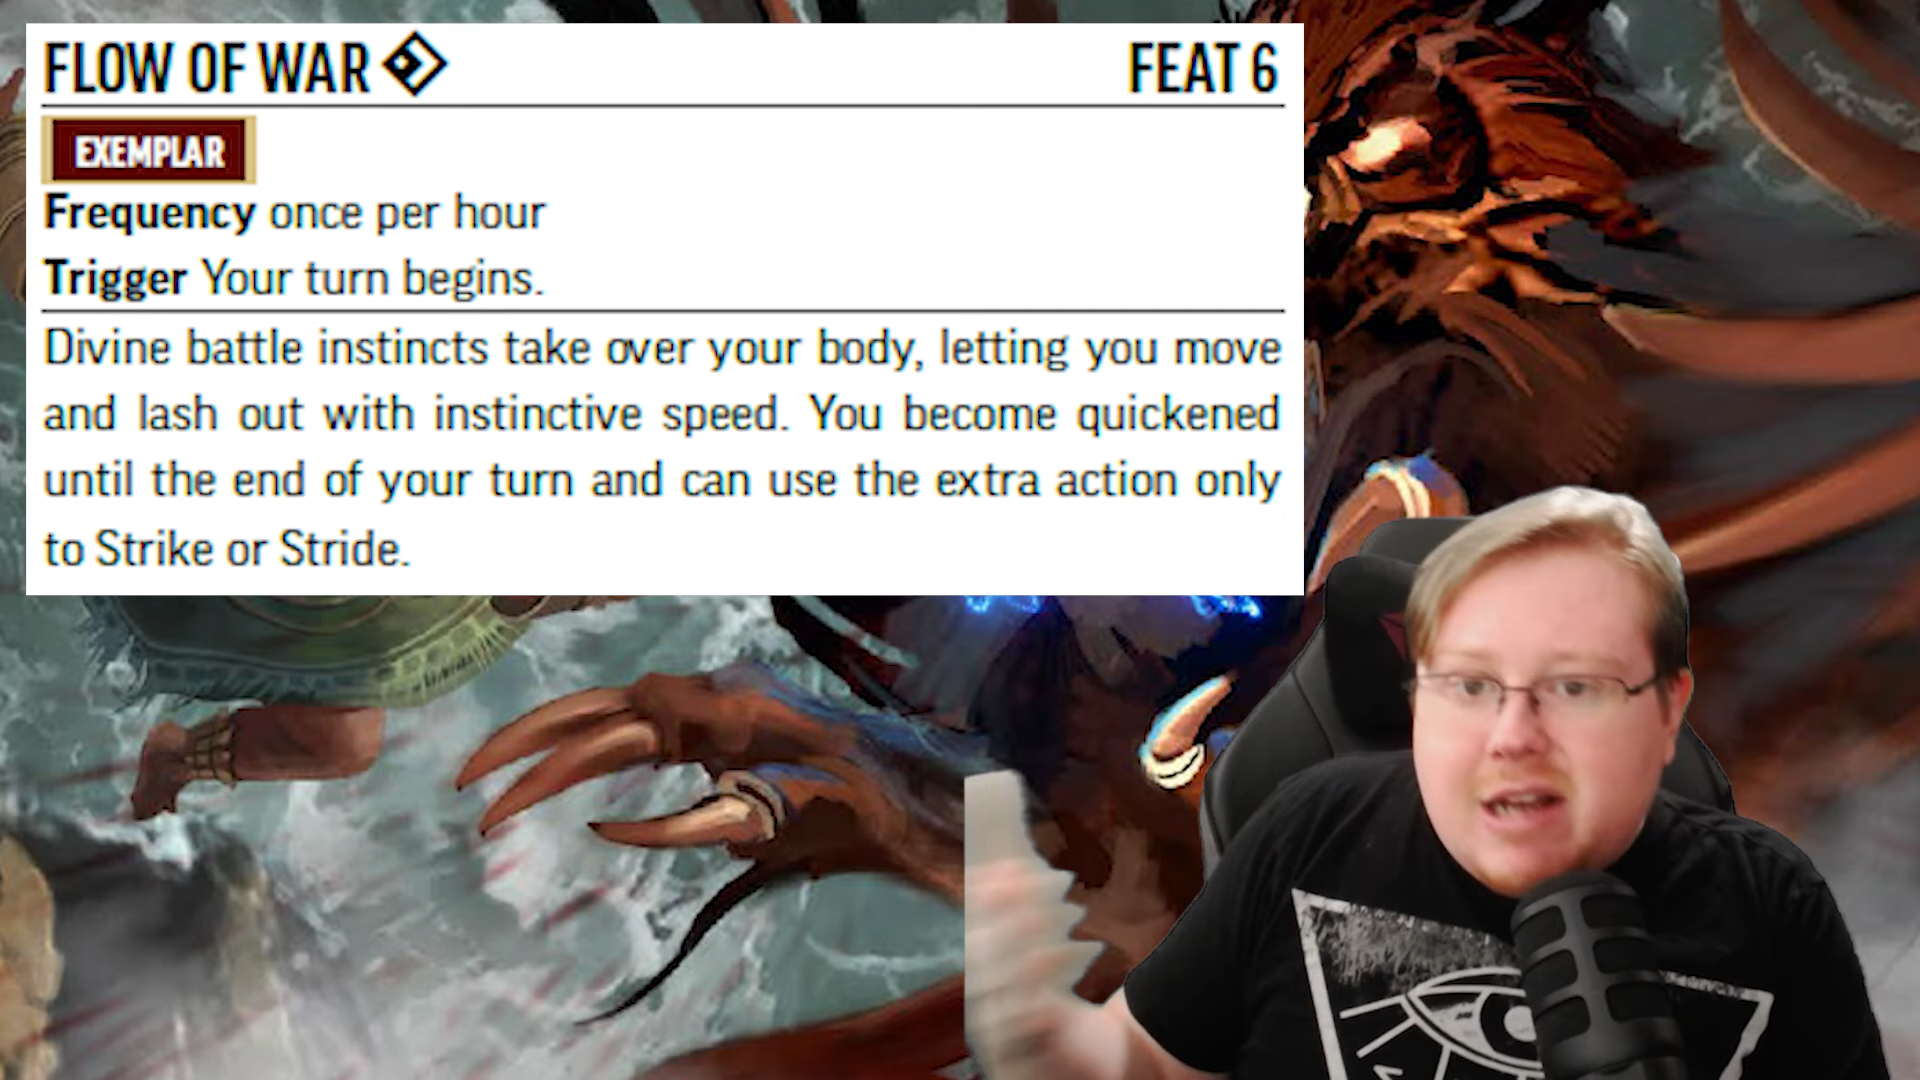 FLOW OF WAR FEAT 6
EXEMPLAR
Frequency once per hour
Trigger Your turn begins.
Divine battle instincts take over your body, letting you move
and lash out with instinctive speed. You become quickened
until the end of your turn and can use the extra action only
to Strike or Stride.